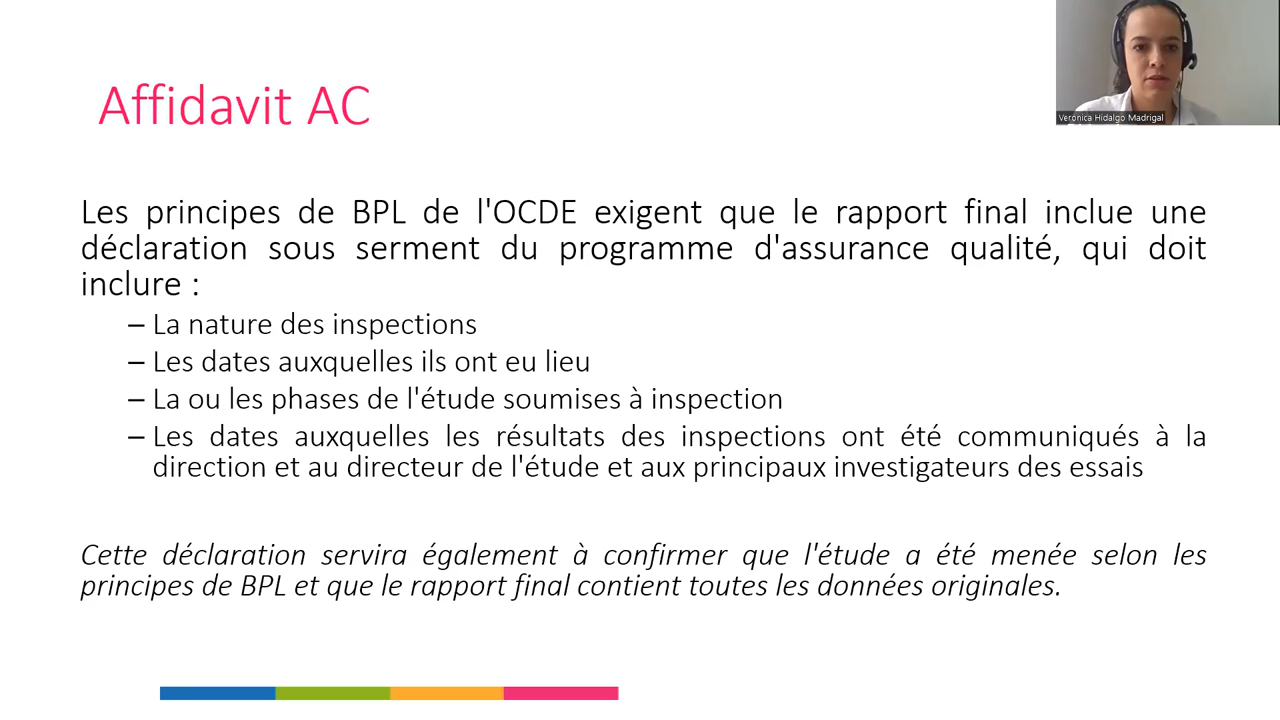 Affidavit AC
Veronica Hidalgo Madrigal
Les principes de BPL de l'OCDE exigent que le rapport final inclue une
déclaration sous serment du programme d'assurance qualité, qui doit
inclure :
– La nature des inspections
– Les dates auxquelles ils ont eu lieu
– La ou les phases de l'étude soumises à inspection
– Les dates auxquelles les résultats des inspections ont été communiqués à la
direction et au directeur de l'étude et aux principaux investigateurs des essais
Cette déclaration servira également à confirmer que l'étude a été menée selon les
principes de BPL et que le rapport final contient toutes les données originales.